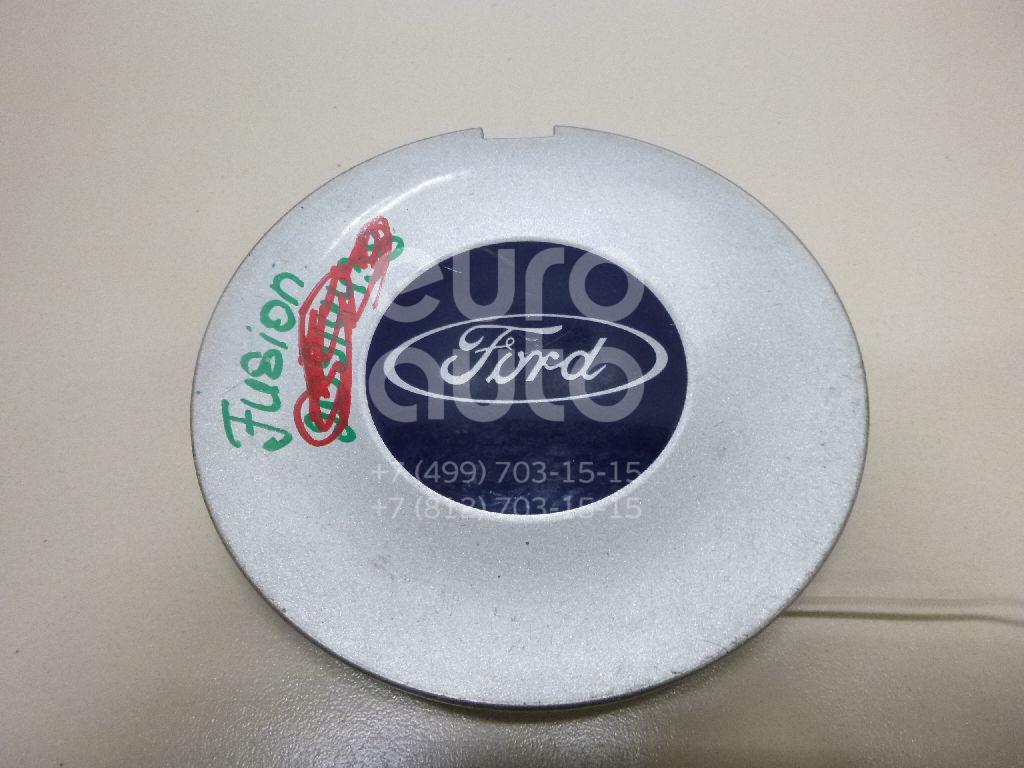 Fusion
euro
Ford
auto
+7 (499) 703-15-15
+7 (812) 703-15-15